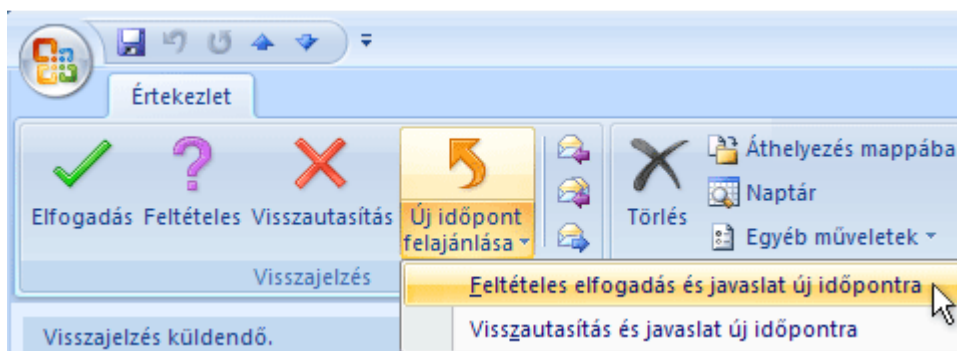 Értekezlet
Elfogadás Feltételes Visszautasítás Új időpont
felajánlása
Törlés
Áthelyezés mappába
Naptár
Egyéb műveletek
Visszajelzés
Feltételes elfogadás és javaslat új időpontra
Visszautasítás és javaslat új időpontra
Visszajelzés küldendő.